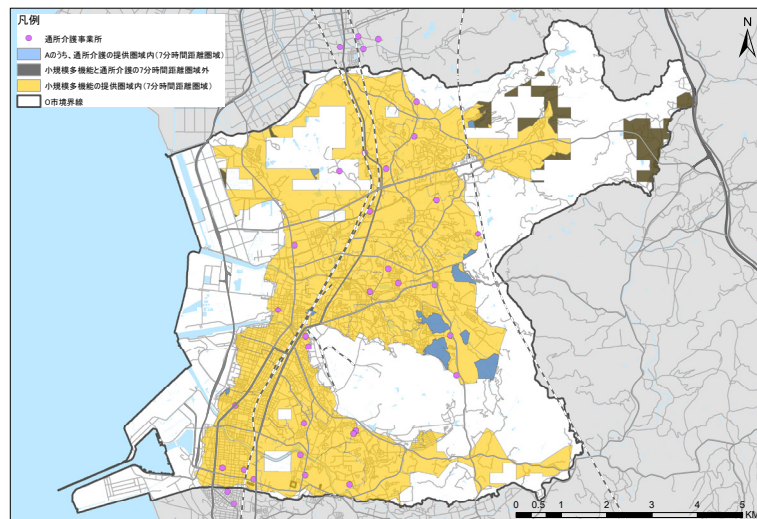 凡例
通所介護事業所
Aのうち、通所介護の提供圏域内(7分時間距離圏域)
小規模多機能と通所介護の7分時間距離圏域外
小規模多機能の提供圏域内(7分時間距離圏域)
O市境界線
N
0 0.5 1 2 3 4 5
KM